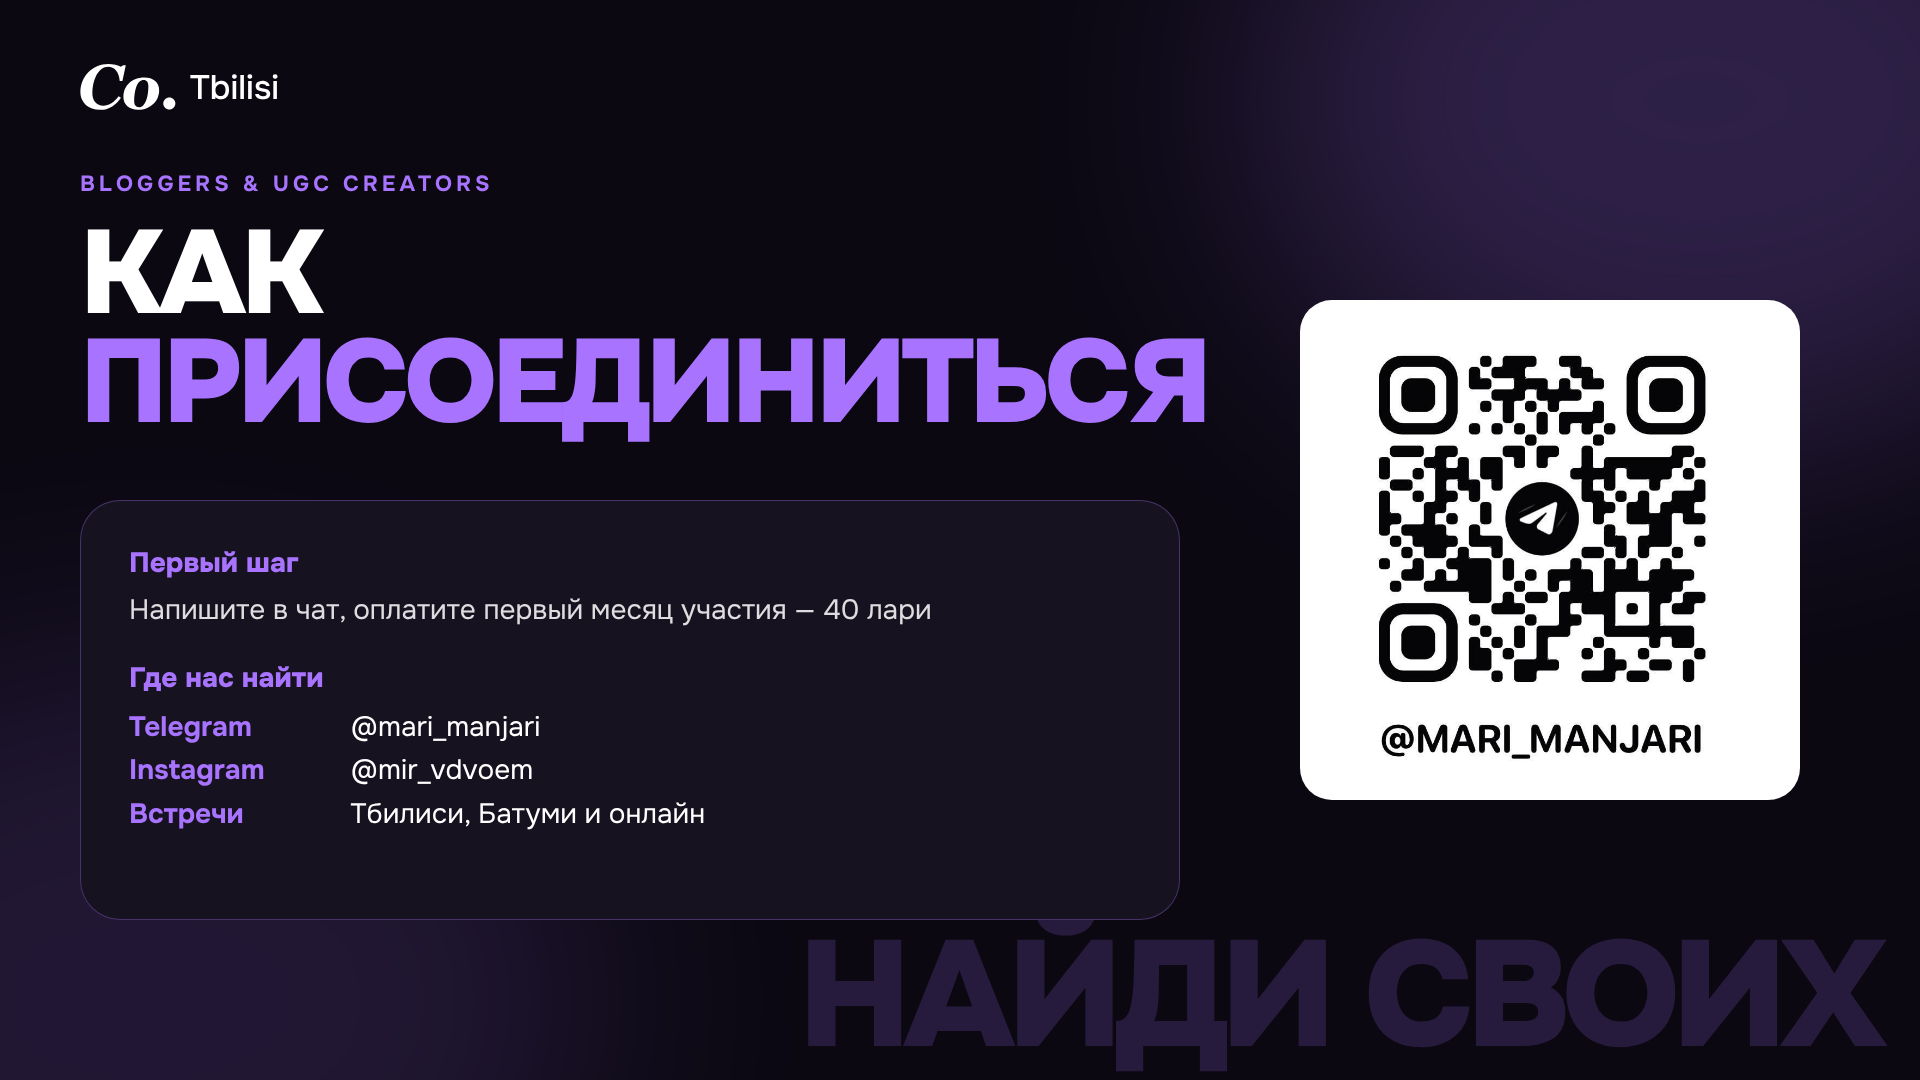 Co. Tbilisi
BLOGGERS & UGC CREATORS
КАК
ПРИСОЕДИНИТЬСЯ
Первый шаг
Напишите в чат, оплатите первый месяц участия — 40 лари
Где нас найти
Telegram @mari_manjari
Instagram @mir_vdvoem
Встречи Тбилиси, Батуми и онлайн
@MARI_MANJARI
НАЙДИ СВОИХ